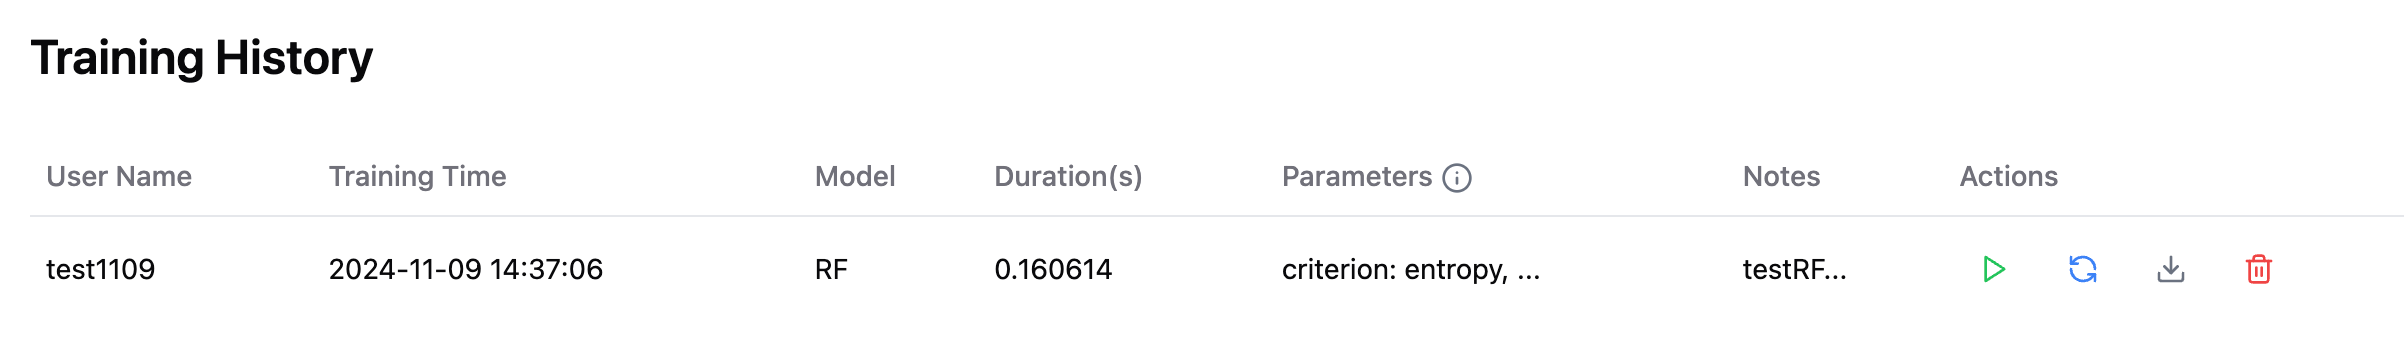 Training History
User Name Training Time Model Duration(s) Parameters Notes Actions
test1109 2024-11-09 14:37:06 RF 0.160614 criterion: entropy, ... testRF...